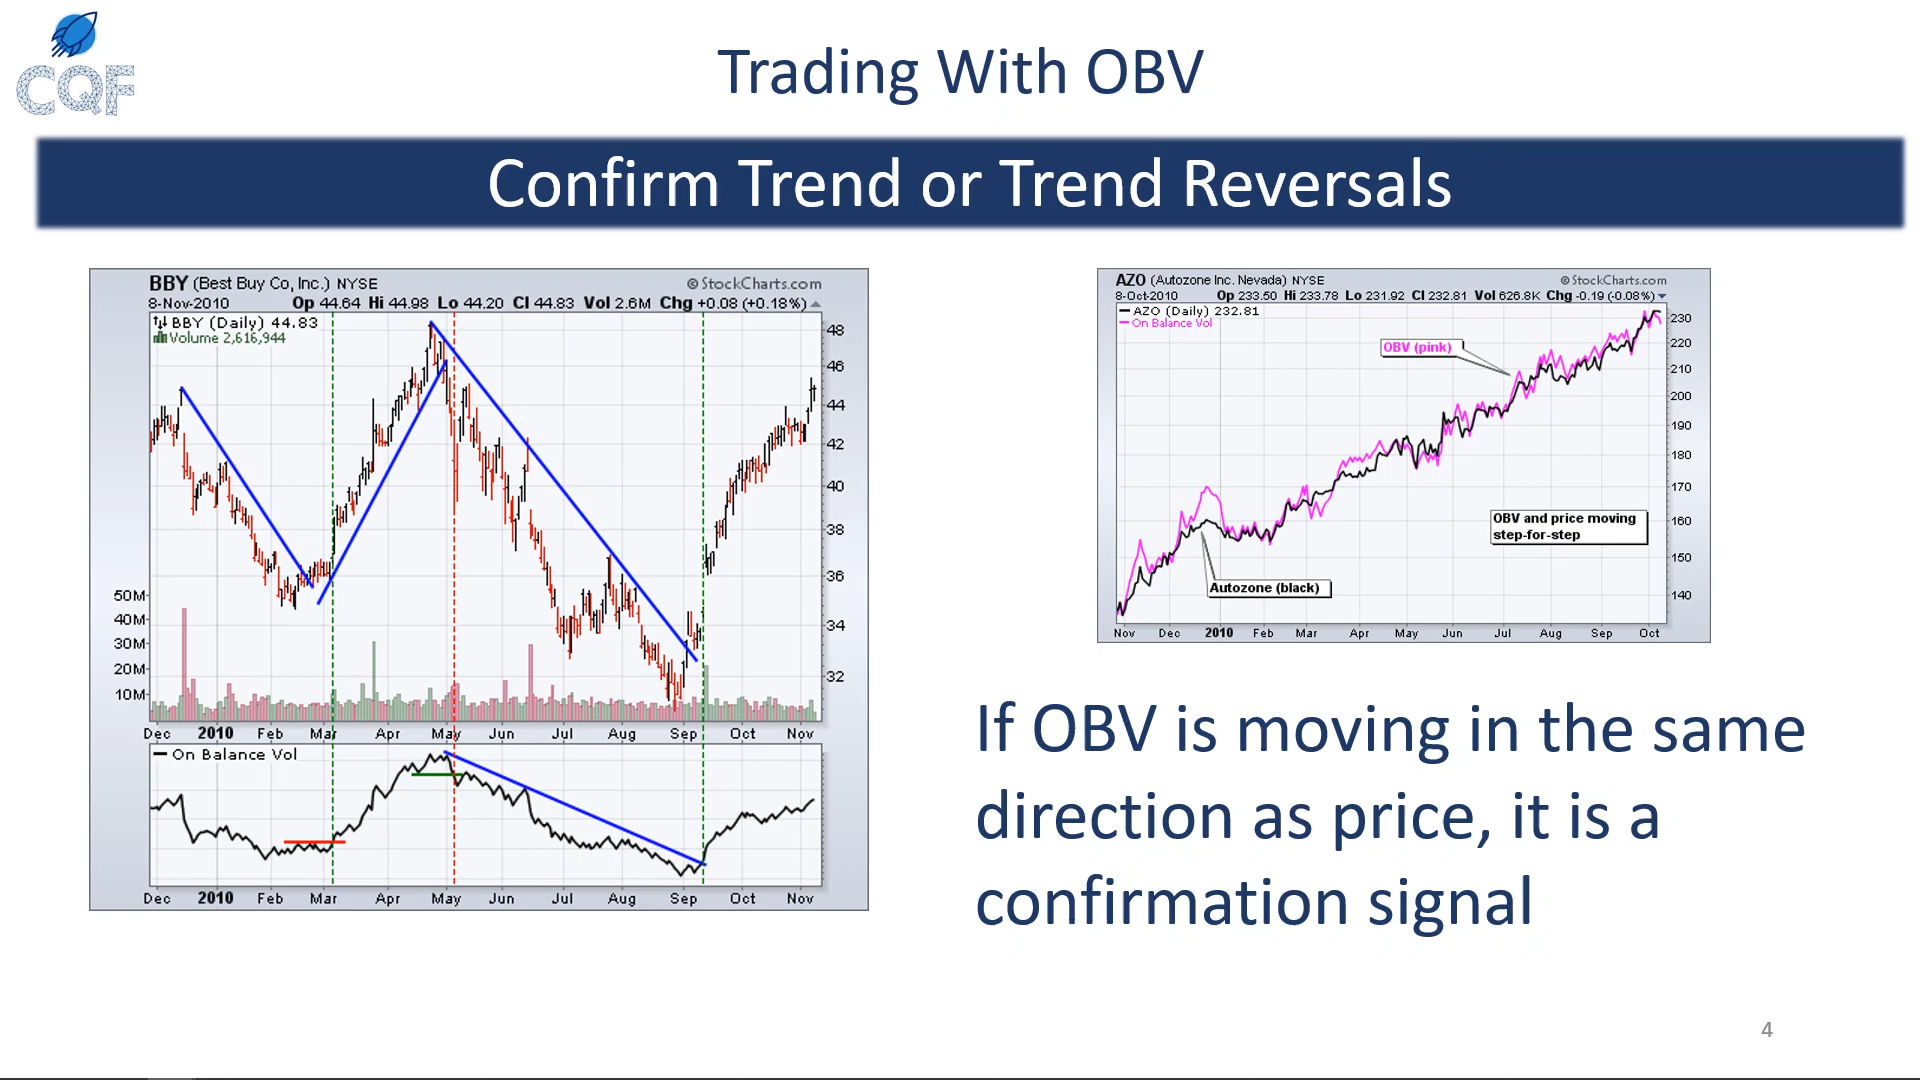 CQF
Trading With OBV
Confirm Trend or Trend Reversals
BBY (Best Buy Co, Inc.) NYSE
© StockCharts.com
8-Nov-2010 Op 44.64 Hi 44.98 Lo 44.20 Cl 44.83 Vol 2.6M Chg +0.08 (+0.18%)
BBY (Daily) 44.83
Volume 2,616,944
48
46
44
42
40
38
36
34
32
50M
40M
30M
20M
10M
Dec 2010 Feb Mar Apr May Jun Jul Aug Sep Oct Nov
On Balance Vol
Dec 2010 Feb Mar Apr May Jun Jul Aug Sep Oct Nov
AZO (Autozone Inc. Nevada) NYSE
© StockCharts.com
8-Oct-2010 Op 233.50 Hi 233.78 Lo 231.92 Cl 232.81 Vol 626.8K Chg -0.19 (-0.08%)
AZO (Daily) 232.81
On Balance Vol
OBV (pink)
OBV and price moving
step-for-step
Autozone (black)
230
220
210
200
190
180
170
160
150
140
Nov Dec 2010 Feb Mar Apr May Jun Jul Aug Sep Oct
If OBV is moving in the same
direction as price, it is a
confirmation signal
4